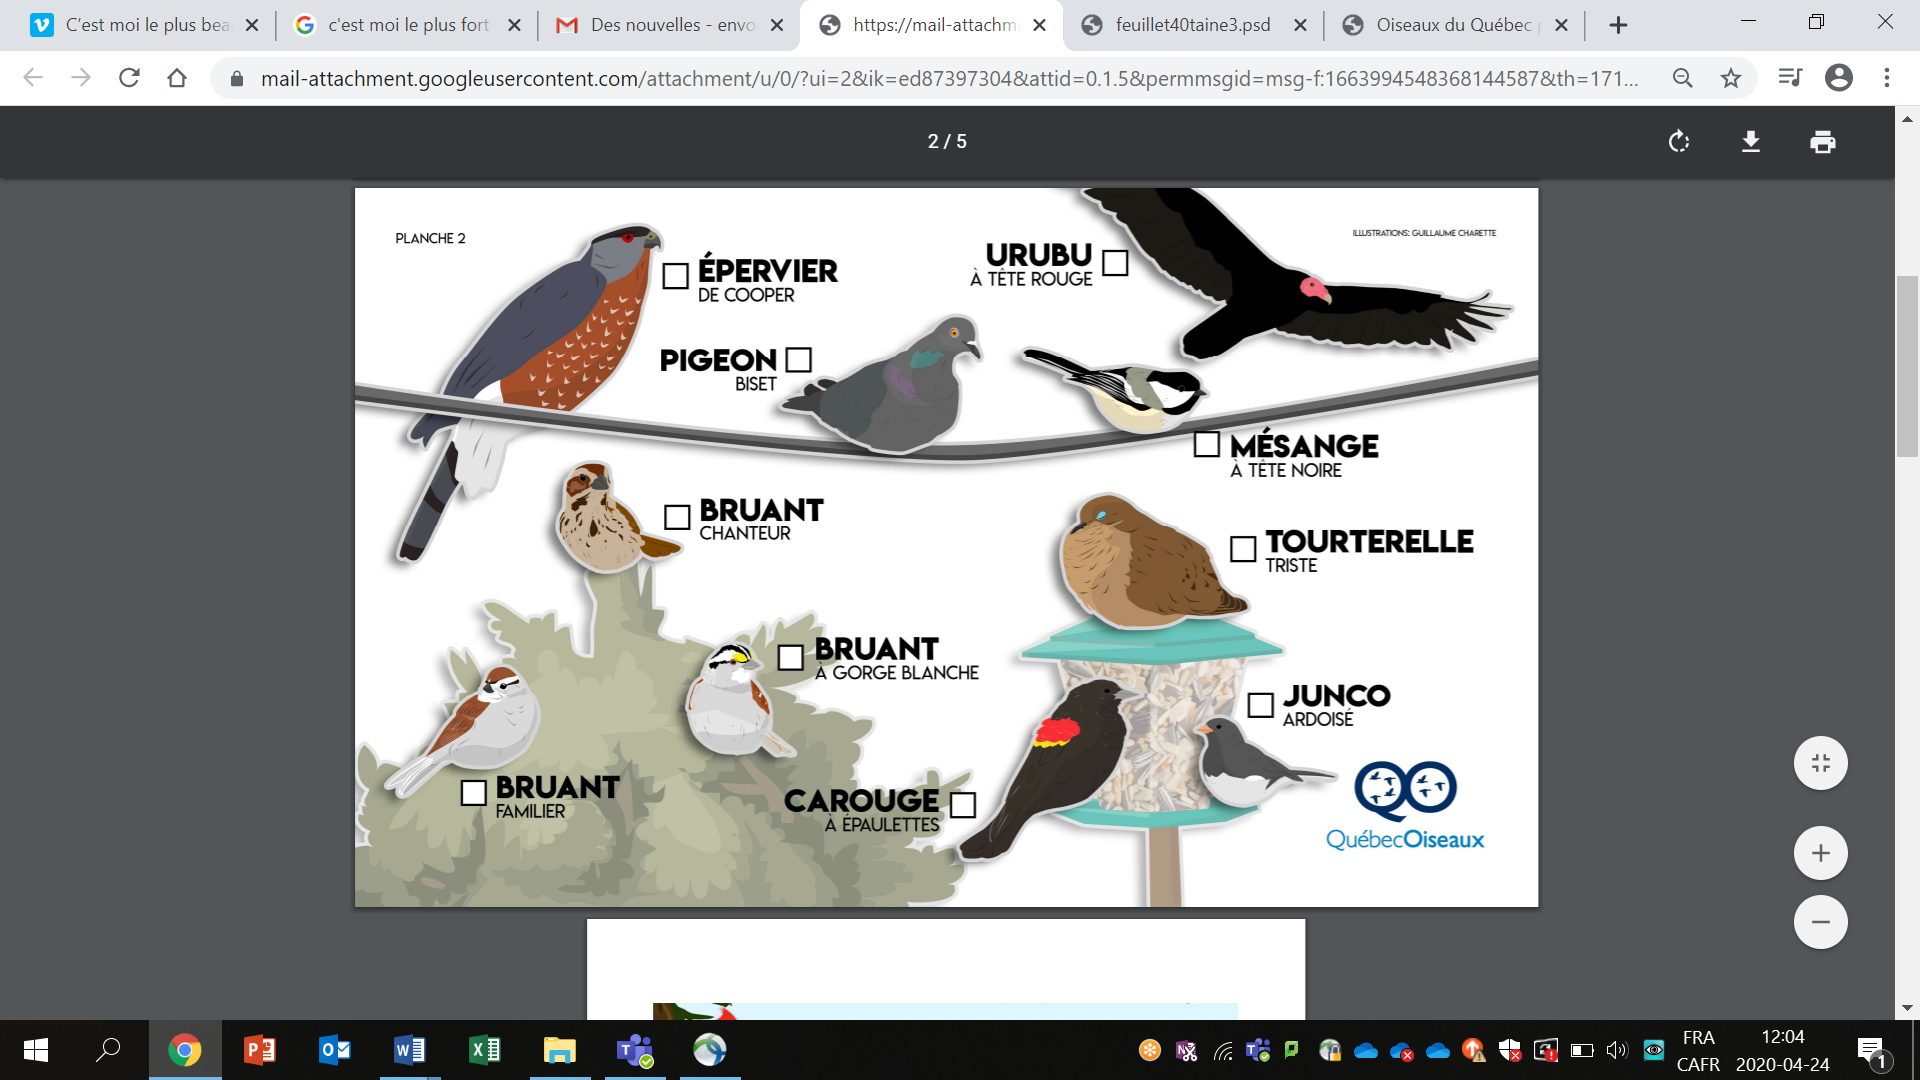 C'est moi le plus bea
c'est moi le plus fort
Des nouvelles - envo
https://mail-attachm
feuillet40taine3.psd
Oiseaux du Québec p
mail-attachment.googleusercontent.com/attachment/u/0/?ui=2&ik=ed87397304&attid=0.1.5&permmsgid=msg-f:1663994548368144587&th=171...
2 / 5
PLANCHE 2
ILLUSTRATIONS: GUILLAUME CHARETTE
ÉPERVIER
DE COOPER
URUBU
À TÊTE ROUGE
PIGEON
BISET
MÉSANGE
À TÊTE NOIRE
BRUANT
CHANTEUR
TOURTERELLE
TRISTE
BRUANT
À GORGE BLANCHE
JUNCO
ARDOISÉ
BRUANT
FAMILIER
CAROUGE
À ÉPAULETTES
QuébecOiseaux
FRA
CAFR
12:04
2020-04-24
1